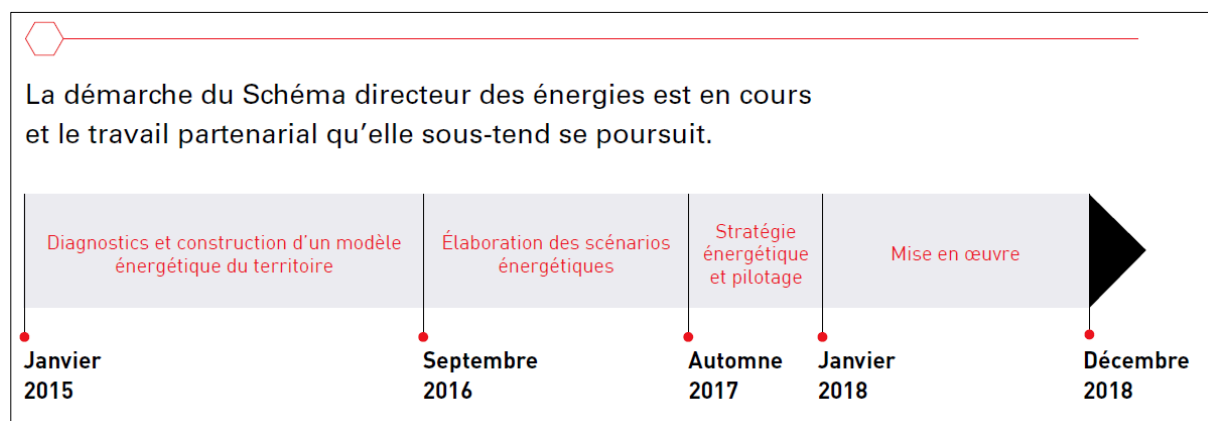 La démarche du Schéma directeur des énergies est en cours
et le travail partenarial qu'elle sous-tend se poursuit.
Diagnostics et construction d'un modèle
énergétique du territoire
Élaboration des scénarios
énergétiques
Stratégie
énergétique
et pilotage
Mise en œuvre
Janvier
2015
Septembre
2016
Automne
2017
Janvier
2018
Décembre
2018